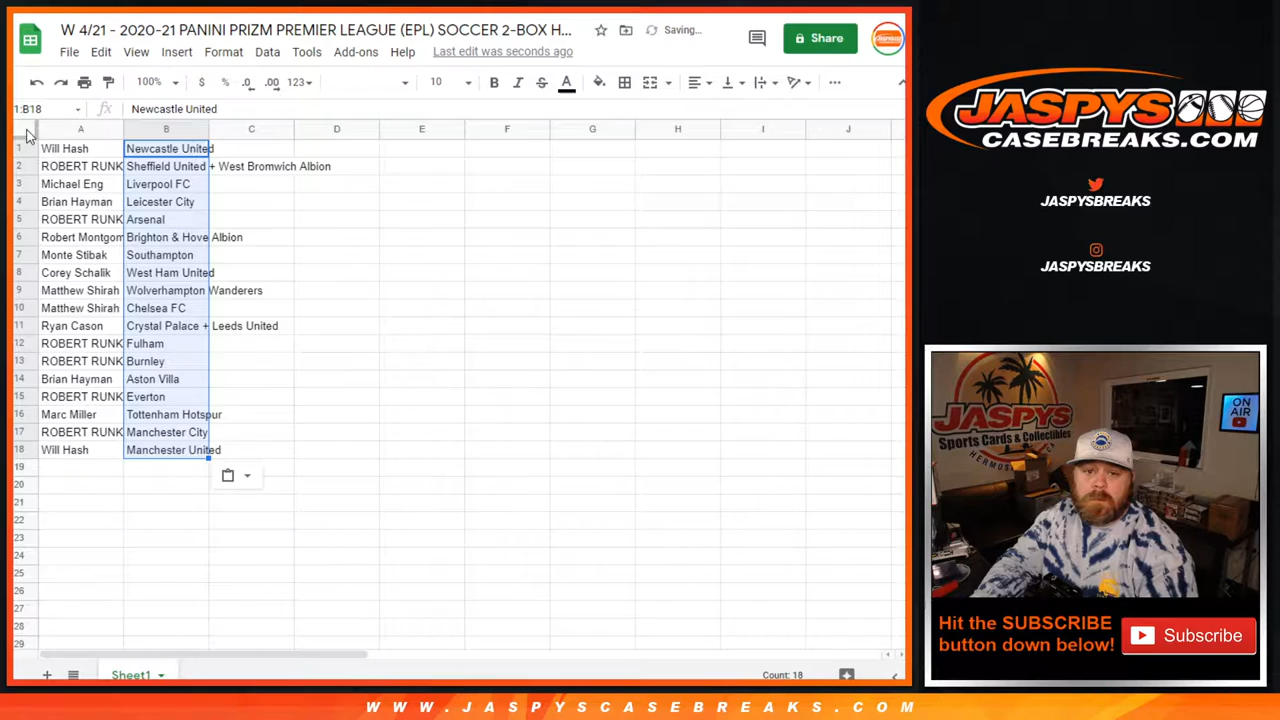 W 4/21 - 2020-21 PANINI PRIZM PREMIER LEAGUE (EPL) SOCCER 2-BOX H...
Saving...
Share
File Edit View Insert Format Data Tools Add-ons Help Last edit was seconds ago
100% $ % .0 .00 123 10 B I S A
1:B18 fx Newcastle United
A B C D E F G H I J
1 Will Hash Newcastle United
2 ROBERT RUNK Sheffield United + West Bromwich Albion
3 Michael Eng Liverpool FC
4 Brian Hayman Leicester City
5 ROBERT RUNK Arsenal
6 Robert Montgom Brighton & Hove Albion
7 Monte Stibak Southampton
8 Corey Schalik West Ham United
9 Matthew Shirah Wolverhampton Wanderers
10 Matthew Shirah Chelsea FC
11 Ryan Cason Crystal Palace + Leeds United
12 ROBERT RUNK Fulham
13 ROBERT RUNK Burnley
14 Brian Hayman Aston Villa
15 ROBERT RUNK Everton
16 Marc Miller Tottenham Hotspur
17 ROBERT RUNK Manchester City
18 Will Hash Manchester United
19
20
21
22
23
24
25
26
27
28
29
Sheet1
Count: 18
JASPYS
CASEBREAKS.COM
JASPYSBREAKS
JASPYSBREAKS
JASPYS
Sports Cards & Collectibles
ON
AIR
Hit the SUBSCRIBE
button down below!
Subscribe
WWW.JASPYSCASEBREAKS.COM